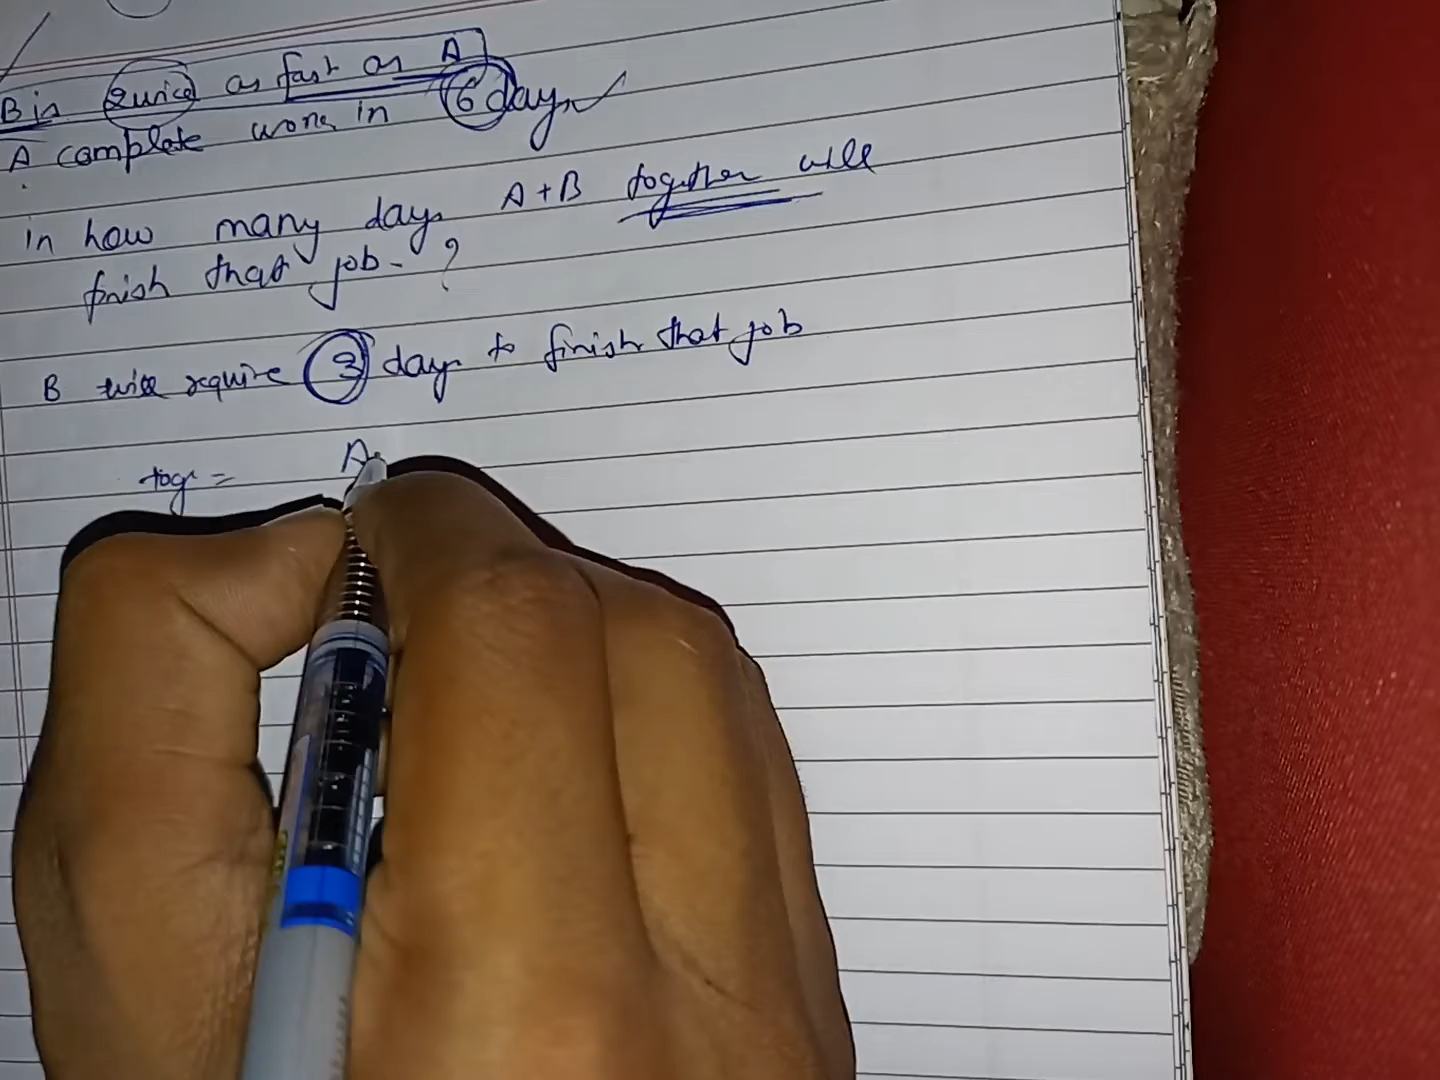 B is twice as fast as A
A complete work in 6 days
in how many days A+B together will
finish that job. ?
B will require 3 days to finish that job
tog =
A